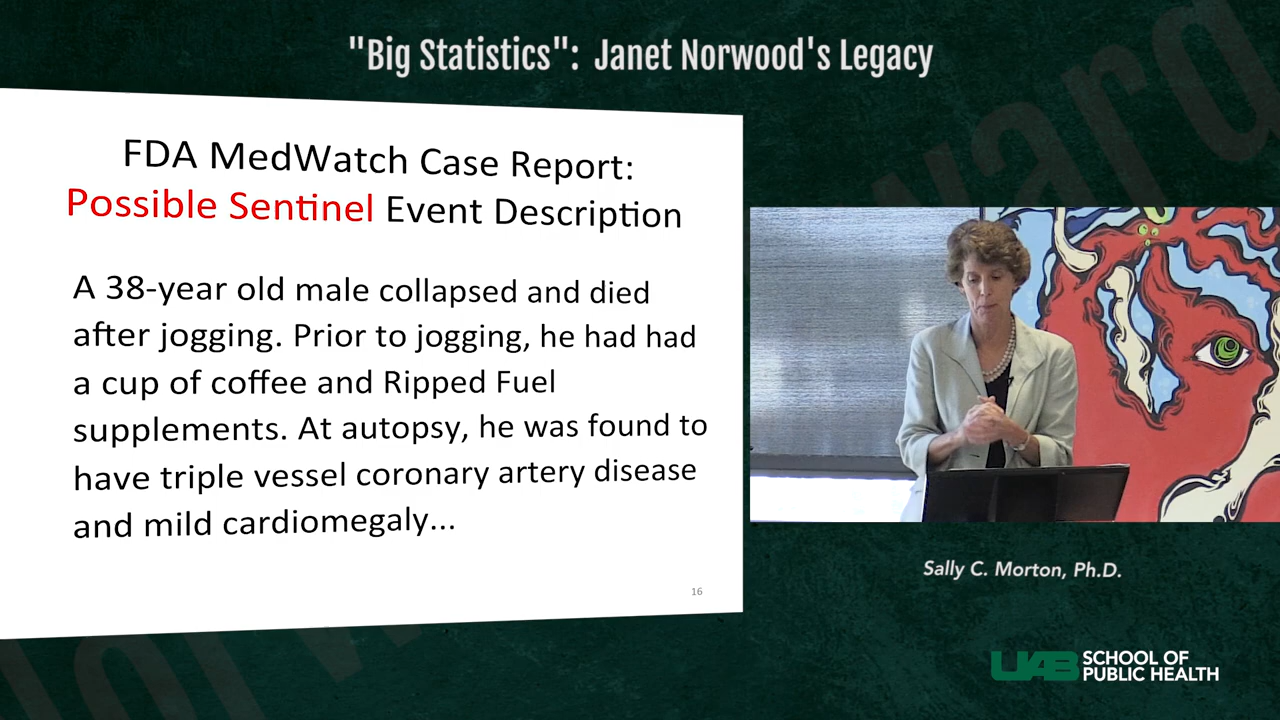 "Big Statistics": Janet Norwood's Legacy
FDA MedWatch Case Report:
Possible Sentinel Event Description
A 38-year old male collapsed and died
after jogging. Prior to jogging, he had had
a cup of coffee and Ripped Fuel
supplements. At autopsy, he was found to
have triple vessel coronary artery disease
and mild cardiomegaly...
16
Sally C. Morton, Ph.D.
UAB SCHOOL OF
PUBLIC HEALTH